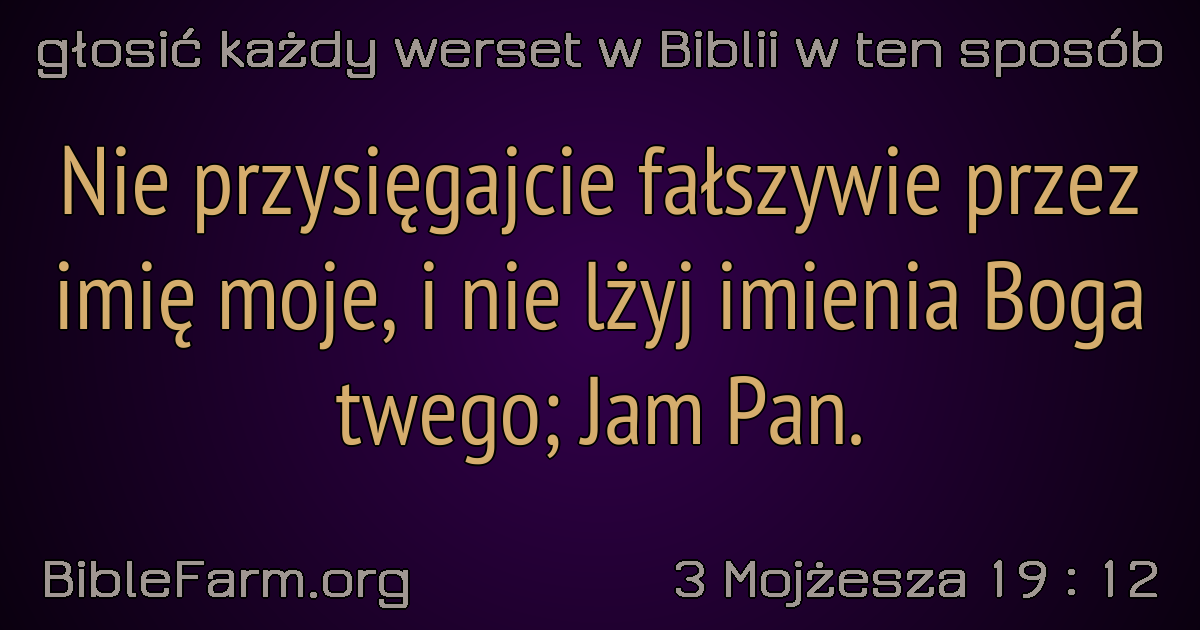 głosić każdy werset w Biblii w ten sposób
Nie przysięgajcie fałszywie przez
imię moje, i nie lżyj imienia Boga
twego; Jam Pan.
BibleFarm.org
3 Mojżesza 19 : 12